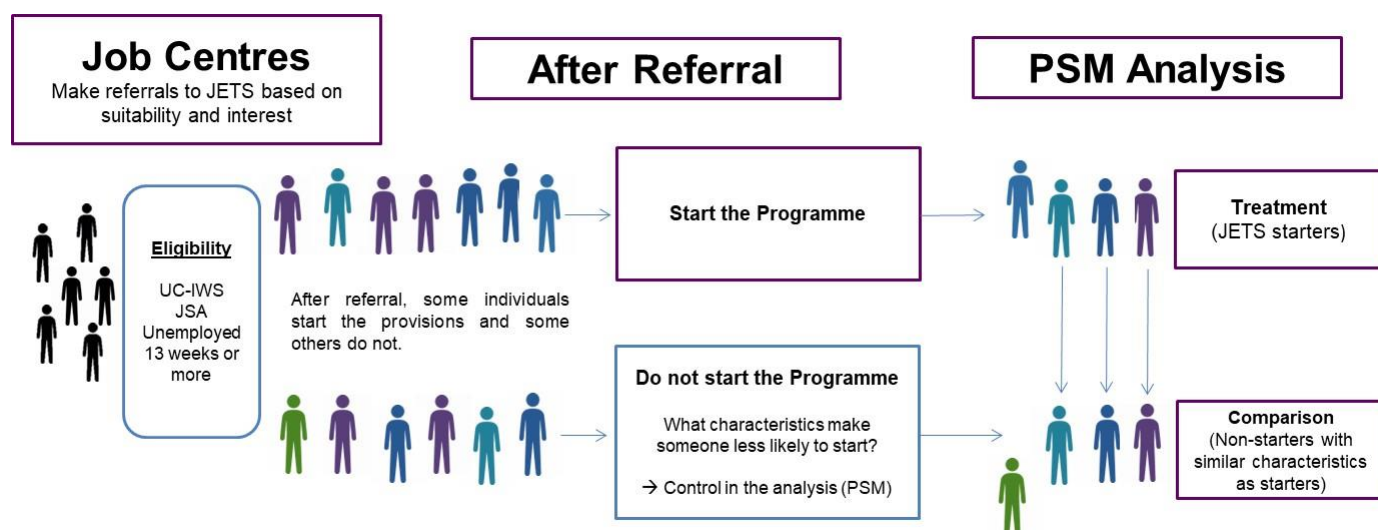 Job Centres
Make referrals to JETS based on
suitability and interest
After Referral
PSM Analysis
Eligibility
UC-IWS
JSA
Unemployed
13 weeks or
more
After referral, some individuals
start the provisions and some
others do not.
Start the Programme
Treatment
(JETS starters)
Do not start the Programme
What characteristics make
someone less likely to start?
→ Control in the analysis (PSM)
Comparison
(Non-starters with
similar characteristics
as starters)